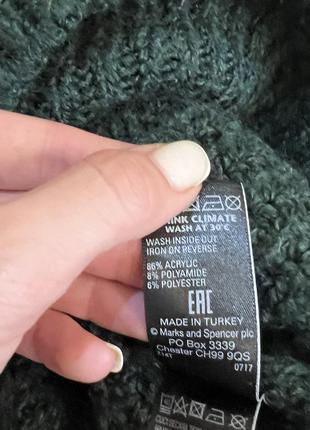 INK CLIMATE
WASH AT 30°C
WASH INSIDE OUT
IRON ON REVERSE
86% ACRYLIC
8% POLYAMIDE
6% POLYESTER
EAC
MADE IN TURKEY
© Marks and Spencer plc
PO Box 3339
Chester CH99 9QS
0717